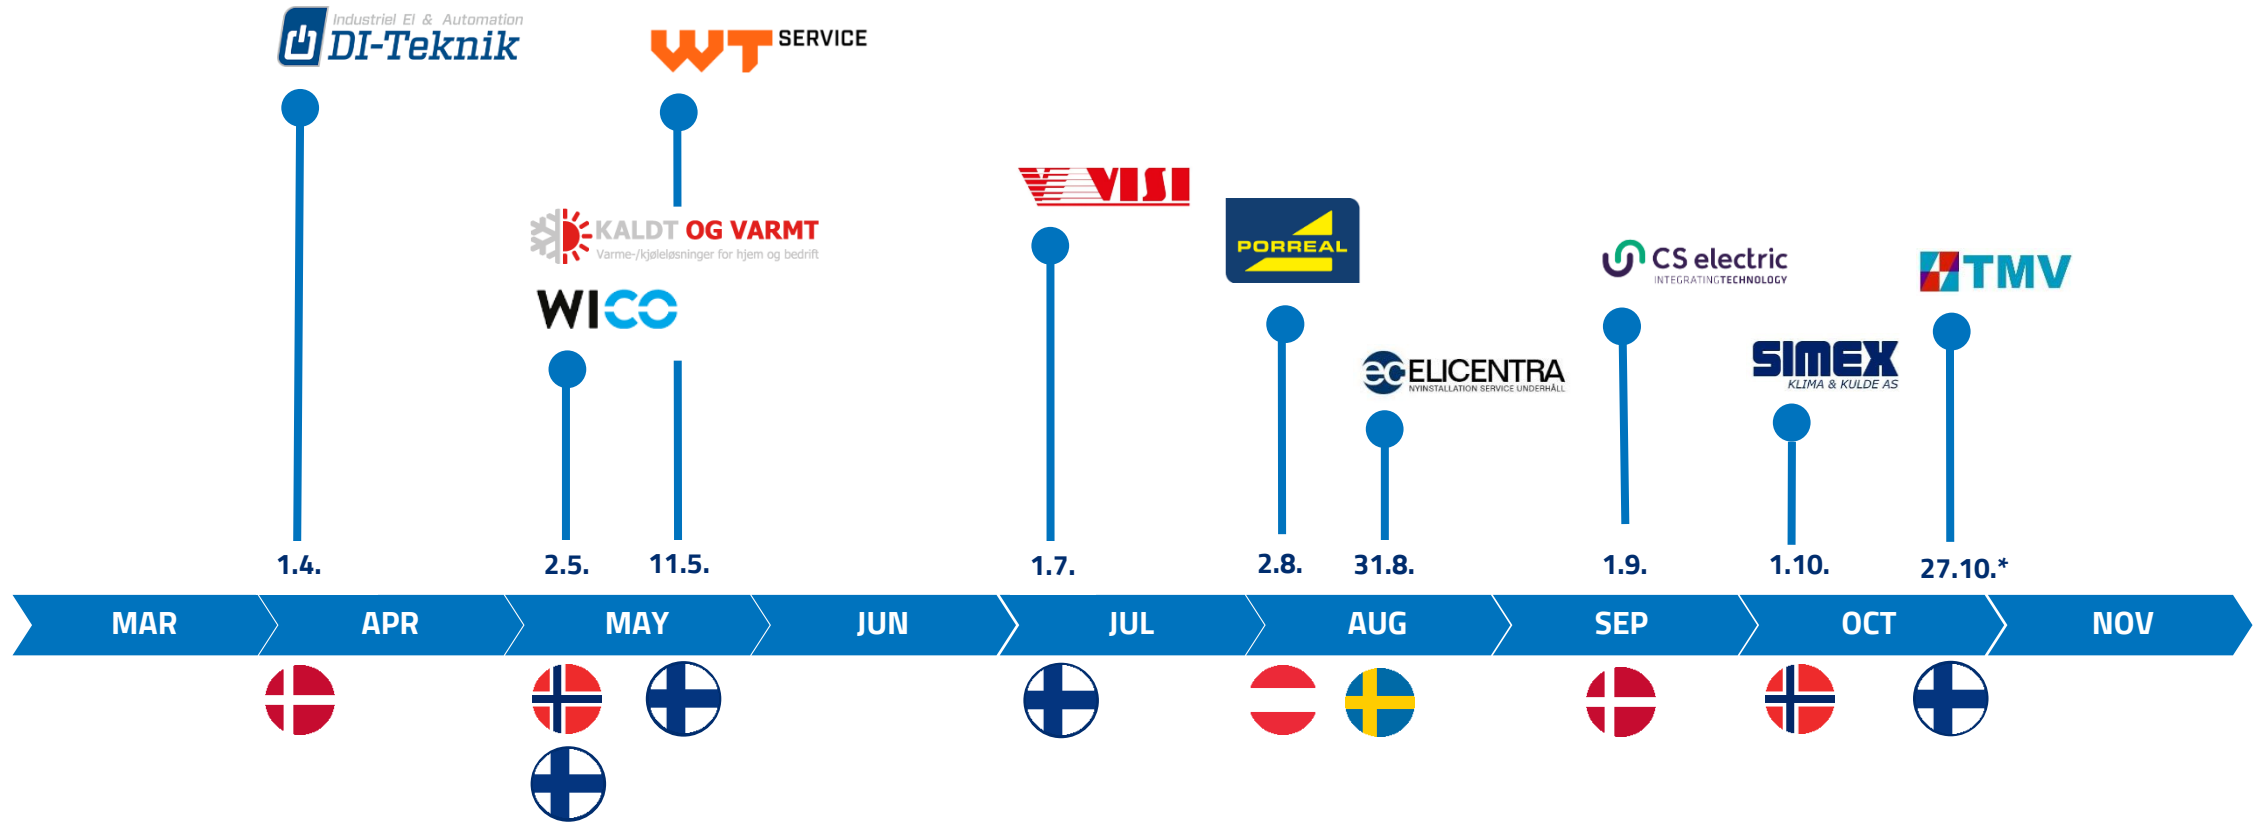 Industriel El & Automation
DI-Teknik
WT SERVICE
KALDT OG VARMT
Varme-/kjøleløsninger for hjem og bedrift
WICO
VISI
PORREAL
ec ELICENTRA
NYINSTALLATION SERVICE UNDERHÅLL
CS electric
INTEGRATINGTECHNOLOGY
SIMEX
KLIMA & KULDE AS
TMV
1.4.
2.5.
11.5.
1.7.
2.8.
31.8.
1.9.
1.10.
27.10.*
MAR
APR
MAY
JUN
JUL
AUG
SEP
OCT
NOV